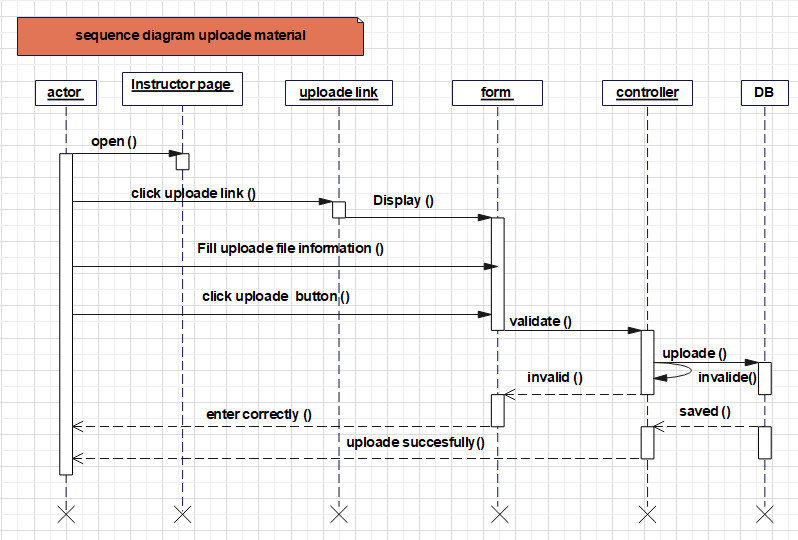 sequence diagram uploade material
actor
Instructor page
uploade link
form
controller
DB
open ()
click uploade link ()
Display ()
Fill uploade file information ()
click uploade button ()
validate ()
uploade ()
invalid ()
invalide()
enter correctly ()
saved ()
uploade succesfully()